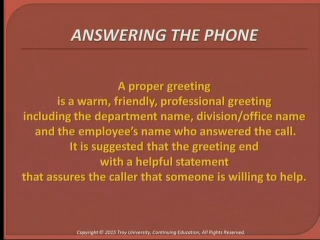 ANSWERING THE PHONE
A proper greeting
is a warm, friendly, professional greeting
including the department name, division/office name
and the employee's name who answered the call.
It is suggested that the greeting end
with a helpful statement
that assures the caller that someone is willing to help.
Copyright © 2015 Troy University, Continuing Education, All Rights Reserved.